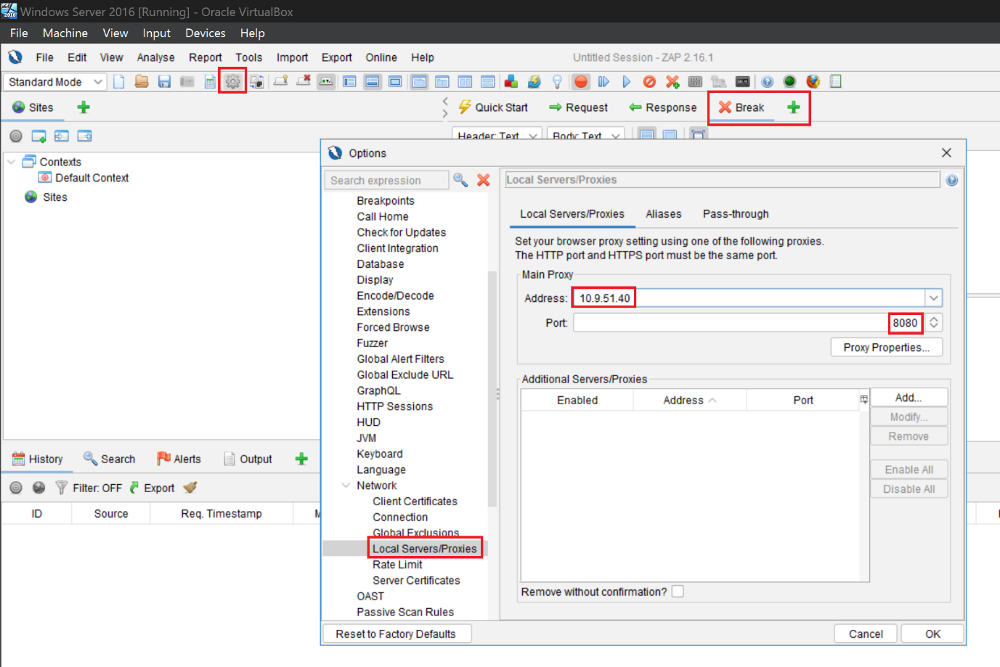 Windows Server 2016 [Running] - Oracle VirtualBox
File Machine View Input Devices Help
File Edit View Analyse Report Tools Import Export Online Help Untitled Session - ZAP 2.16.1
Standard Mode
Sites Quick Start Request Response Break
Header: Text Body: Text
Contexts
Default Context
Sites
Options
Search expression
Breakpoints
Call Home
Check for Updates
Client Integration
Database
Display
Encode/Decode
Extensions
Forced Browse
Fuzzer
Global Alert Filters
Global Exclude URL
GraphQL
HTTP Sessions
HUD
JVM
Keyboard
Language
Network
Client Certificates
Connection
Global Exclusions
Local Servers/Proxies
Rate Limit
Server Certificates
OAST
Passive Scan Rules
Local Servers/Proxies
Local Servers/Proxies Aliases Pass-through
Set your browser proxy setting using one of the following proxies.
The HTTP port and HTTPS port must be the same port.
Main Proxy
Address: 10.9.51.40
Port: 8080
Proxy Properties...
Additional Servers/Proxies
Enabled Address Port
Add...
Modify...
Remove
Enable All
Disable All
Remove without confirmation?
Reset to Factory Defaults Cancel OK
History Search Alerts Output
Filter: OFF Export
ID Source Req. Timestamp